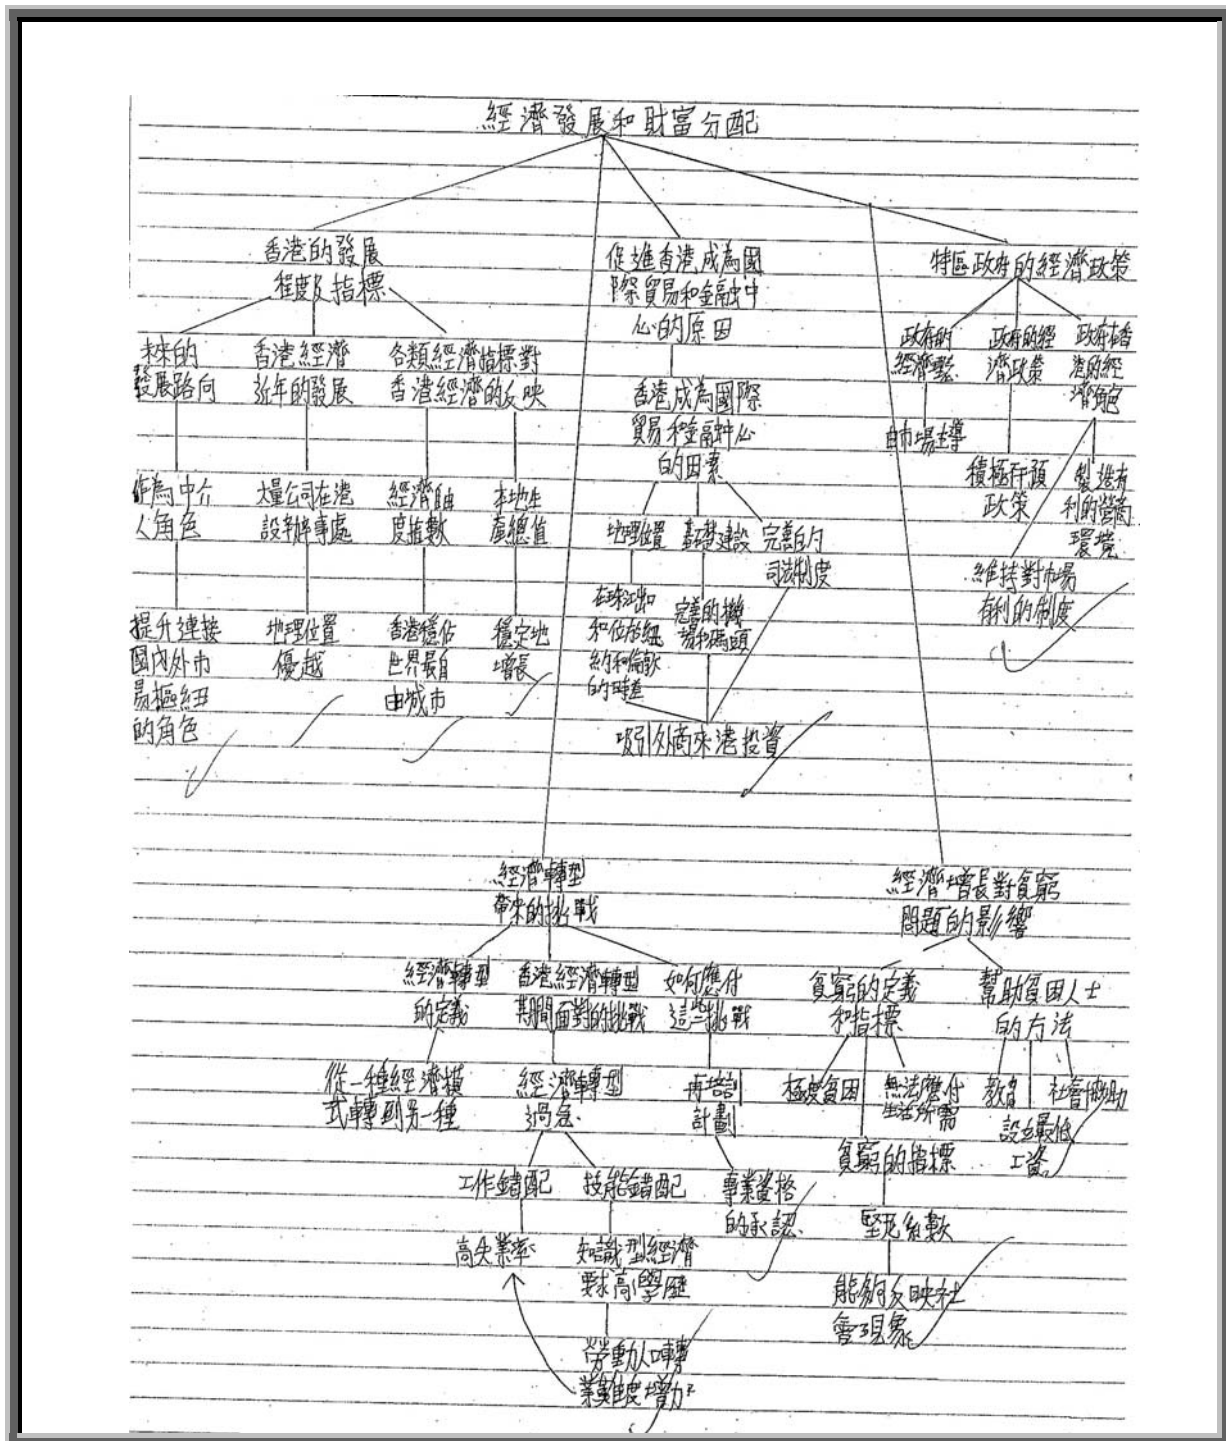 經濟發展和財富分配
香港的發展
程度及指標
促進香港成為國
際貿易和金融中
心的原因
特區政府的經濟政策
未來的
發展路向
香港經濟
近年的發展
各類經濟指標對
香港經濟的反映
香港成為國際
貿易和金融中心
的因素
政府的
經濟
政府的經
濟政策
政府在香
港的經
濟角色
作為中介
人角色
大量公司在港
設辦事處
經濟自由
度指數
本地生
產總值
地理位置
基礎建設
完善的
司法制度
市場主導
積極干預
政策
製造有
利的營商
環境
維持對市場
有利的制度
提升連接
國內外市
易樞紐
的角色
地理位置
優越
香港穩佔
世界最自
由城市
穩定地
增長
在珠江出口
和位於紐
約和倫敦
的時差
完善的機
場和碼頭
吸引外商來港投資
經濟轉型
帶來的挑戰
經濟增長對貧窮
問題的影響
經濟轉型
的定義
香港經濟轉型
期間面對的挑戰
如何應付
這些挑戰
貧窮的定義
和指標
幫助貧困人士
的方法
從一種經濟模
式轉到另一種
經濟轉型
過急
再培訓
計劃
極度貧困
無法應付
生活所需
教育
社會
設立最低
工資
貧窮的指標
工作錯配
技能錯配
專業資格
的承認
堅尼系數
高失業率
知識型經濟
要求高學歷
能夠反映社
會現象
勞動人口轉
業難度增加